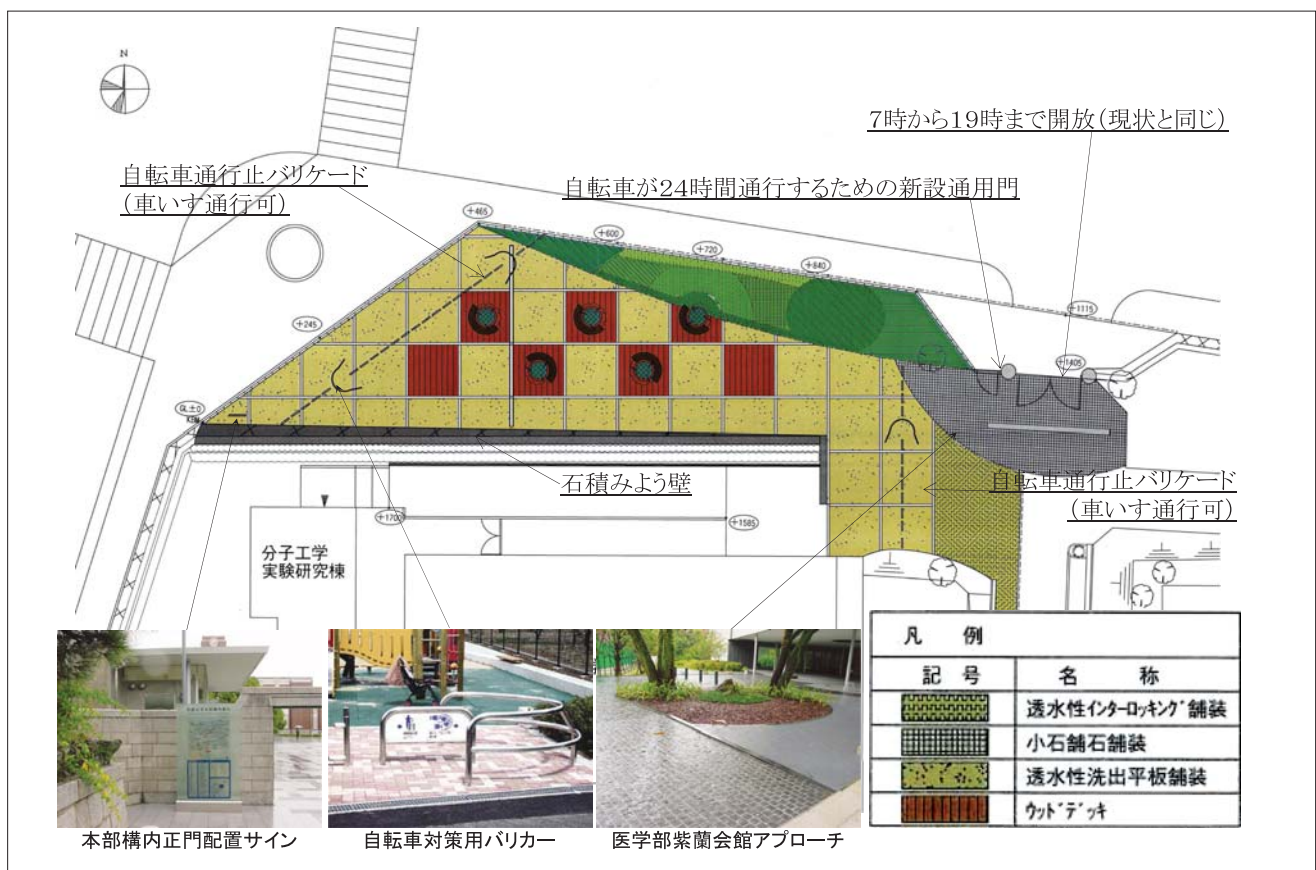 N
7時から19時まで開放(現状と同じ)
自転車通行止バリケード
(車いす通行可)
自転車が24時間通行するための新設通用門
+465
+600
+720
+840
+1115
+245
+1405
GL±0
石積みよう壁
自転車通行止バリケード
(車いす通行可)
+1700
+1585
分子工学
実験研究棟
凡 例
記 号 名 称
透水性インターロッキング舗装
小石舗石舗装
透水性洗出平板舗装
ウッドデッキ
本部構内正門配置サイン
自転車対策用バリカー
医学部紫蘭会館アプローチ